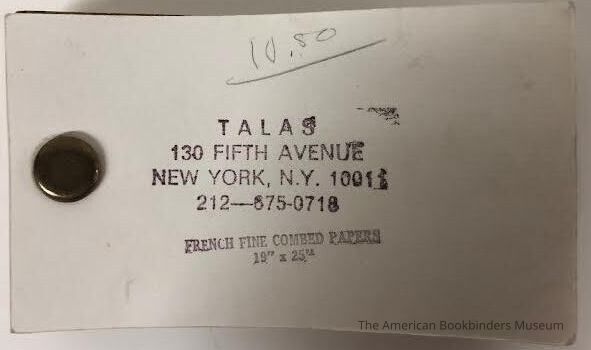 10.50
TALAS
130 FIFTH AVENUE
NEW YORK, N.Y. 10011
212—675-0718
FRENCH FINE COMBED PAPERS
19" x 25"
The American Bookbinders Museum